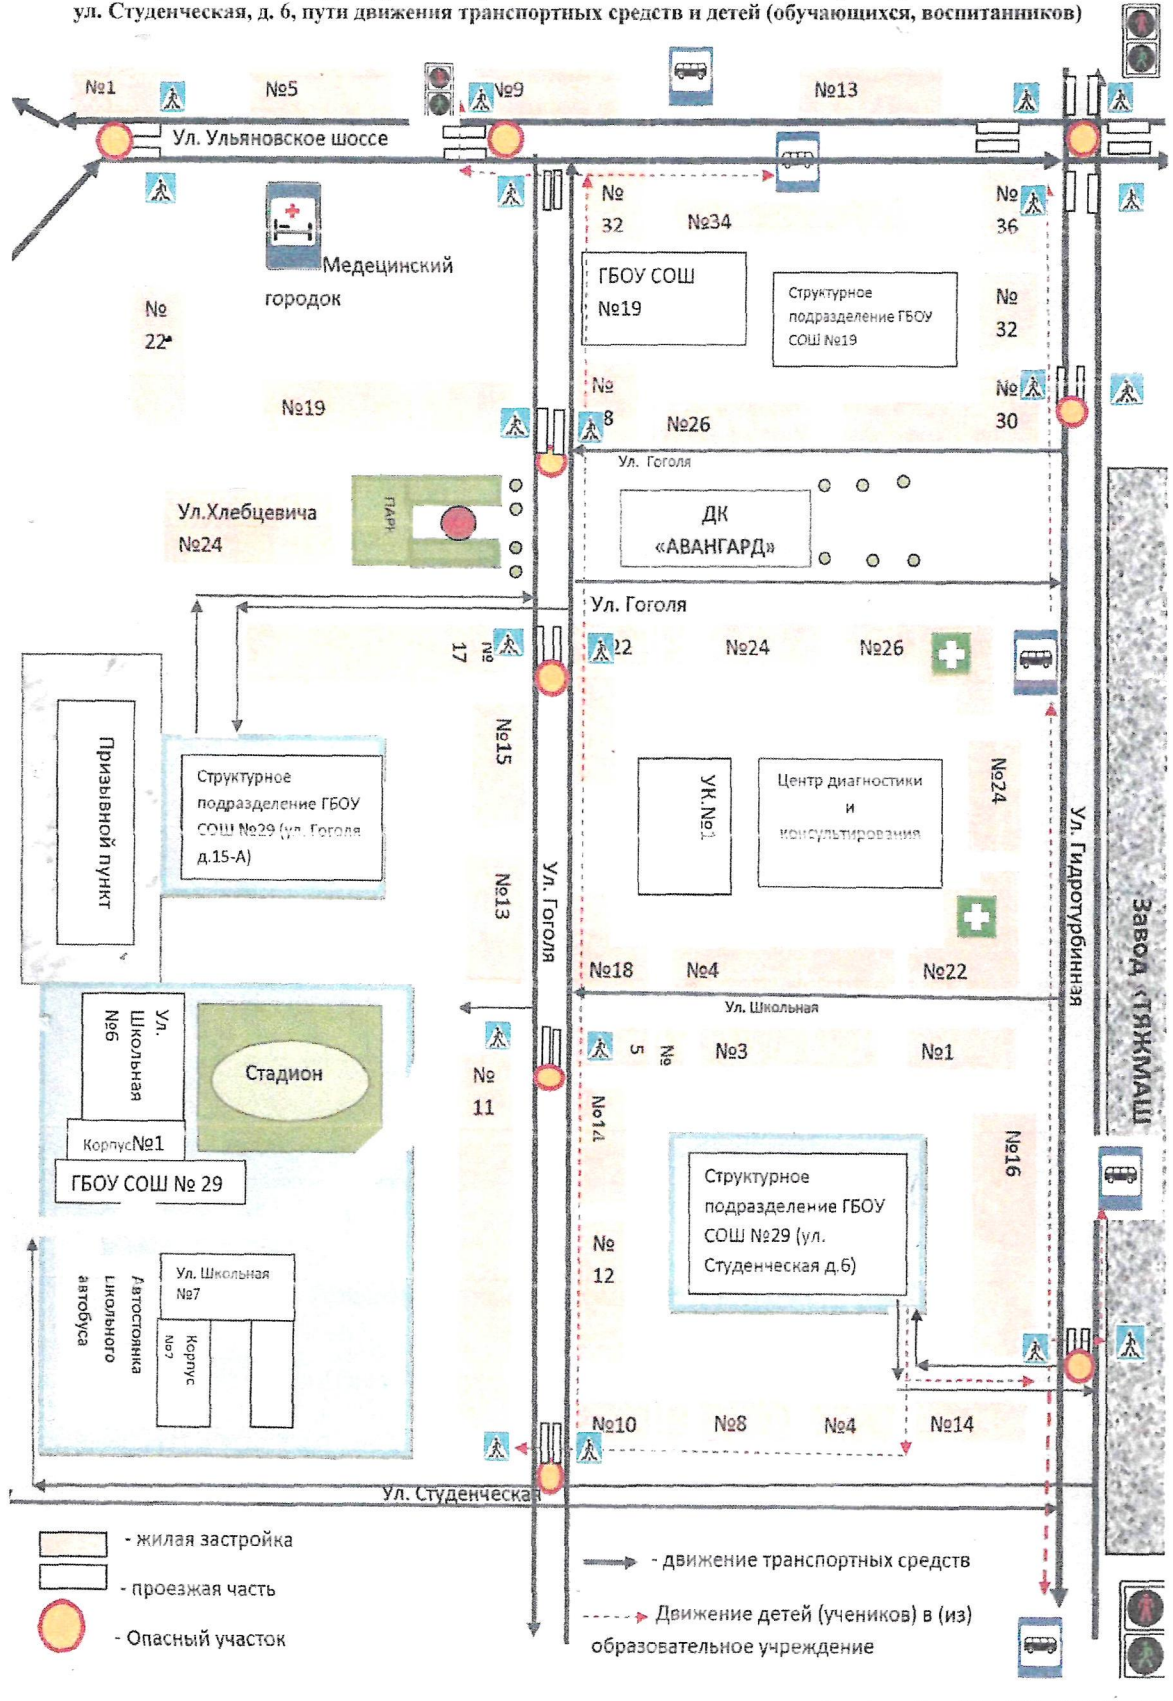 ул. Студенческая, д. 6, пути движения транспортных средств и детей (обучающихся, воспитанников)
№1
№5
№9
№13
Ул. Ульяновское шоссе
№
32
№34
№
36
Медецинский
городок
ГБОУ СОШ
№19
Структурное
подразделение ГБОУ
СОШ №19
№
32
№
22
№19
№
8
№26
№
30
Ул. Гоголя
Ул.Хлебцевича
№24
ПАРК
ДК
«АВАНГАРД»
Ул. Гоголя
№
17
22
№24
№26
Призывной пункт
Структурное
подразделение ГБОУ
СОШ №29 (ул. Гоголя
д.15-А)
№15
№13
Ул. Гоголя
УК.№1
Центр диагностики
и
консультирования
№24
Ул. Гидротурбинная
Завод «ТЯЖМАШ
№18
№4
№22
Ул. Школьная
Ул.
Школьная
№6
Корпус№1
ГБОУ СОШ № 29
Стадион
№
11
№
5
№3
№1
№14
№16
Структурное
подразделение ГБОУ
СОШ №29 (ул.
Студенческая д.6)
№
12
Ул. Школьная
№7
Корпус
№2
Автостоянка
школьного
автобуса
№10
№8
№4
№14
Ул. Студенческая
- жилая застройка
- проезжая часть
- Опасный участок
- движение транспортных средств
Движение детей (учеников) в (из)
образовательное учреждение